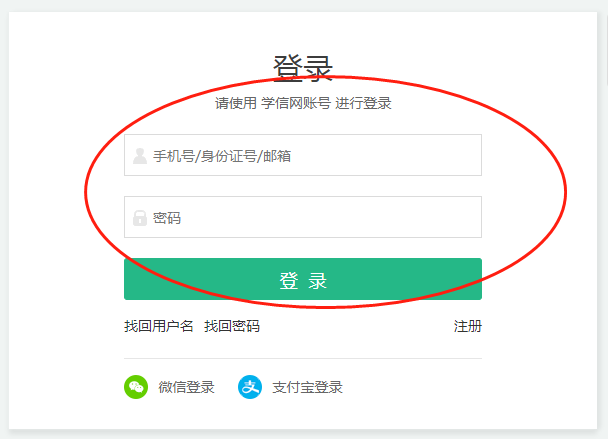 登录
请使用 学信网账号 进行登录
手机号/身份证号/邮箱
密码
登 录
找回用户名 找回密码 注册
微信登录 支付宝登录